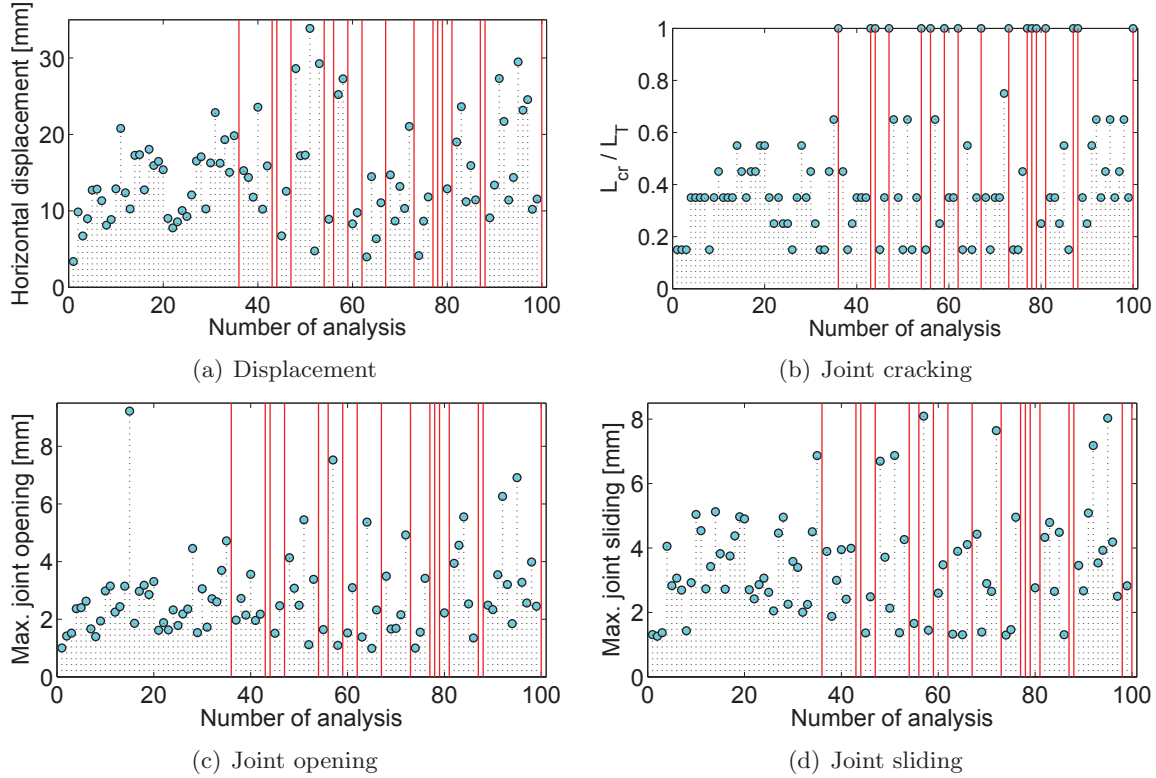 Horizontal displacement [mm]
30
20
10
0
0 20 40 60 80 100
Number of analysis
(a) Displacement
L_cr / L_T
1
0.8
0.6
0.4
0.2
0
0 20 40 60 80 100
Number of analysis
(b) Joint cracking
Max. joint opening [mm]
8
6
4
2
0
0 20 40 60 80 100
Number of analysis
(c) Joint opening
Max. joint sliding [mm]
8
6
4
2
0
0 20 40 60 80 100
Number of analysis
(d) Joint sliding